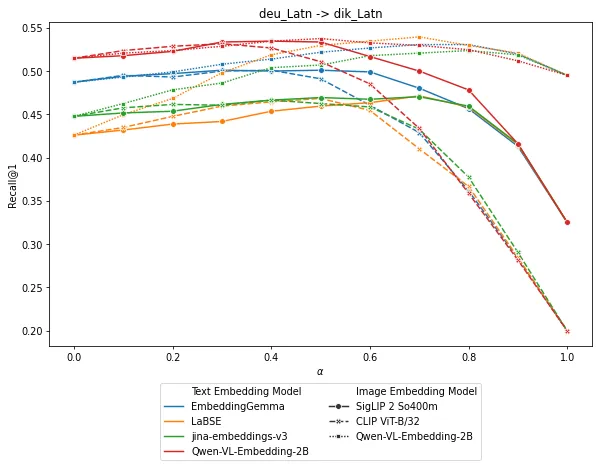 deu_Latn -> dik_Latn
0.55
0.50
0.45
0.40
0.35
0.30
0.25
0.20
Recall@1
0.0 0.2 0.4 0.6 0.8 1.0
α
Text Embedding Model Image Embedding Model
EmbeddingGemma SigLIP 2 So400m
LaBSE CLIP ViT-B/32
jina-embeddings-v3 Qwen-VL-Embedding-2B
Qwen-VL-Embedding-2B